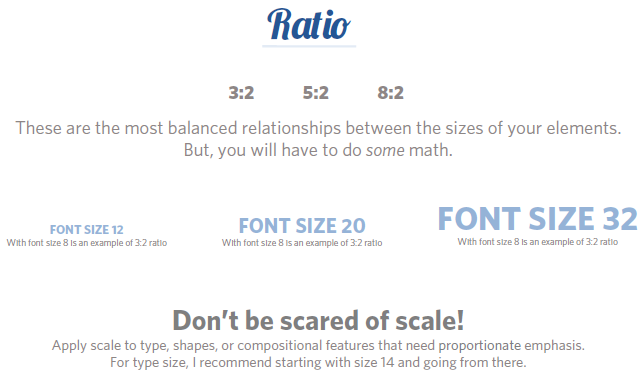 Ratio
3:2 5:2 8:2
These are the most balanced relationships between the sizes of your elements.
But, you will have to do some math.
FONT SIZE 12
With font size 8 is an example of 3:2 ratio
FONT SIZE 20
With font size 8 is an example of 3:2 ratio
FONT SIZE 32
With font size 8 is an example of 3:2 ratio
Don't be scared of scale!
Apply scale to type, shapes, or compositional features that need proportionate emphasis.
For type size, I recommend starting with size 14 and going from there.